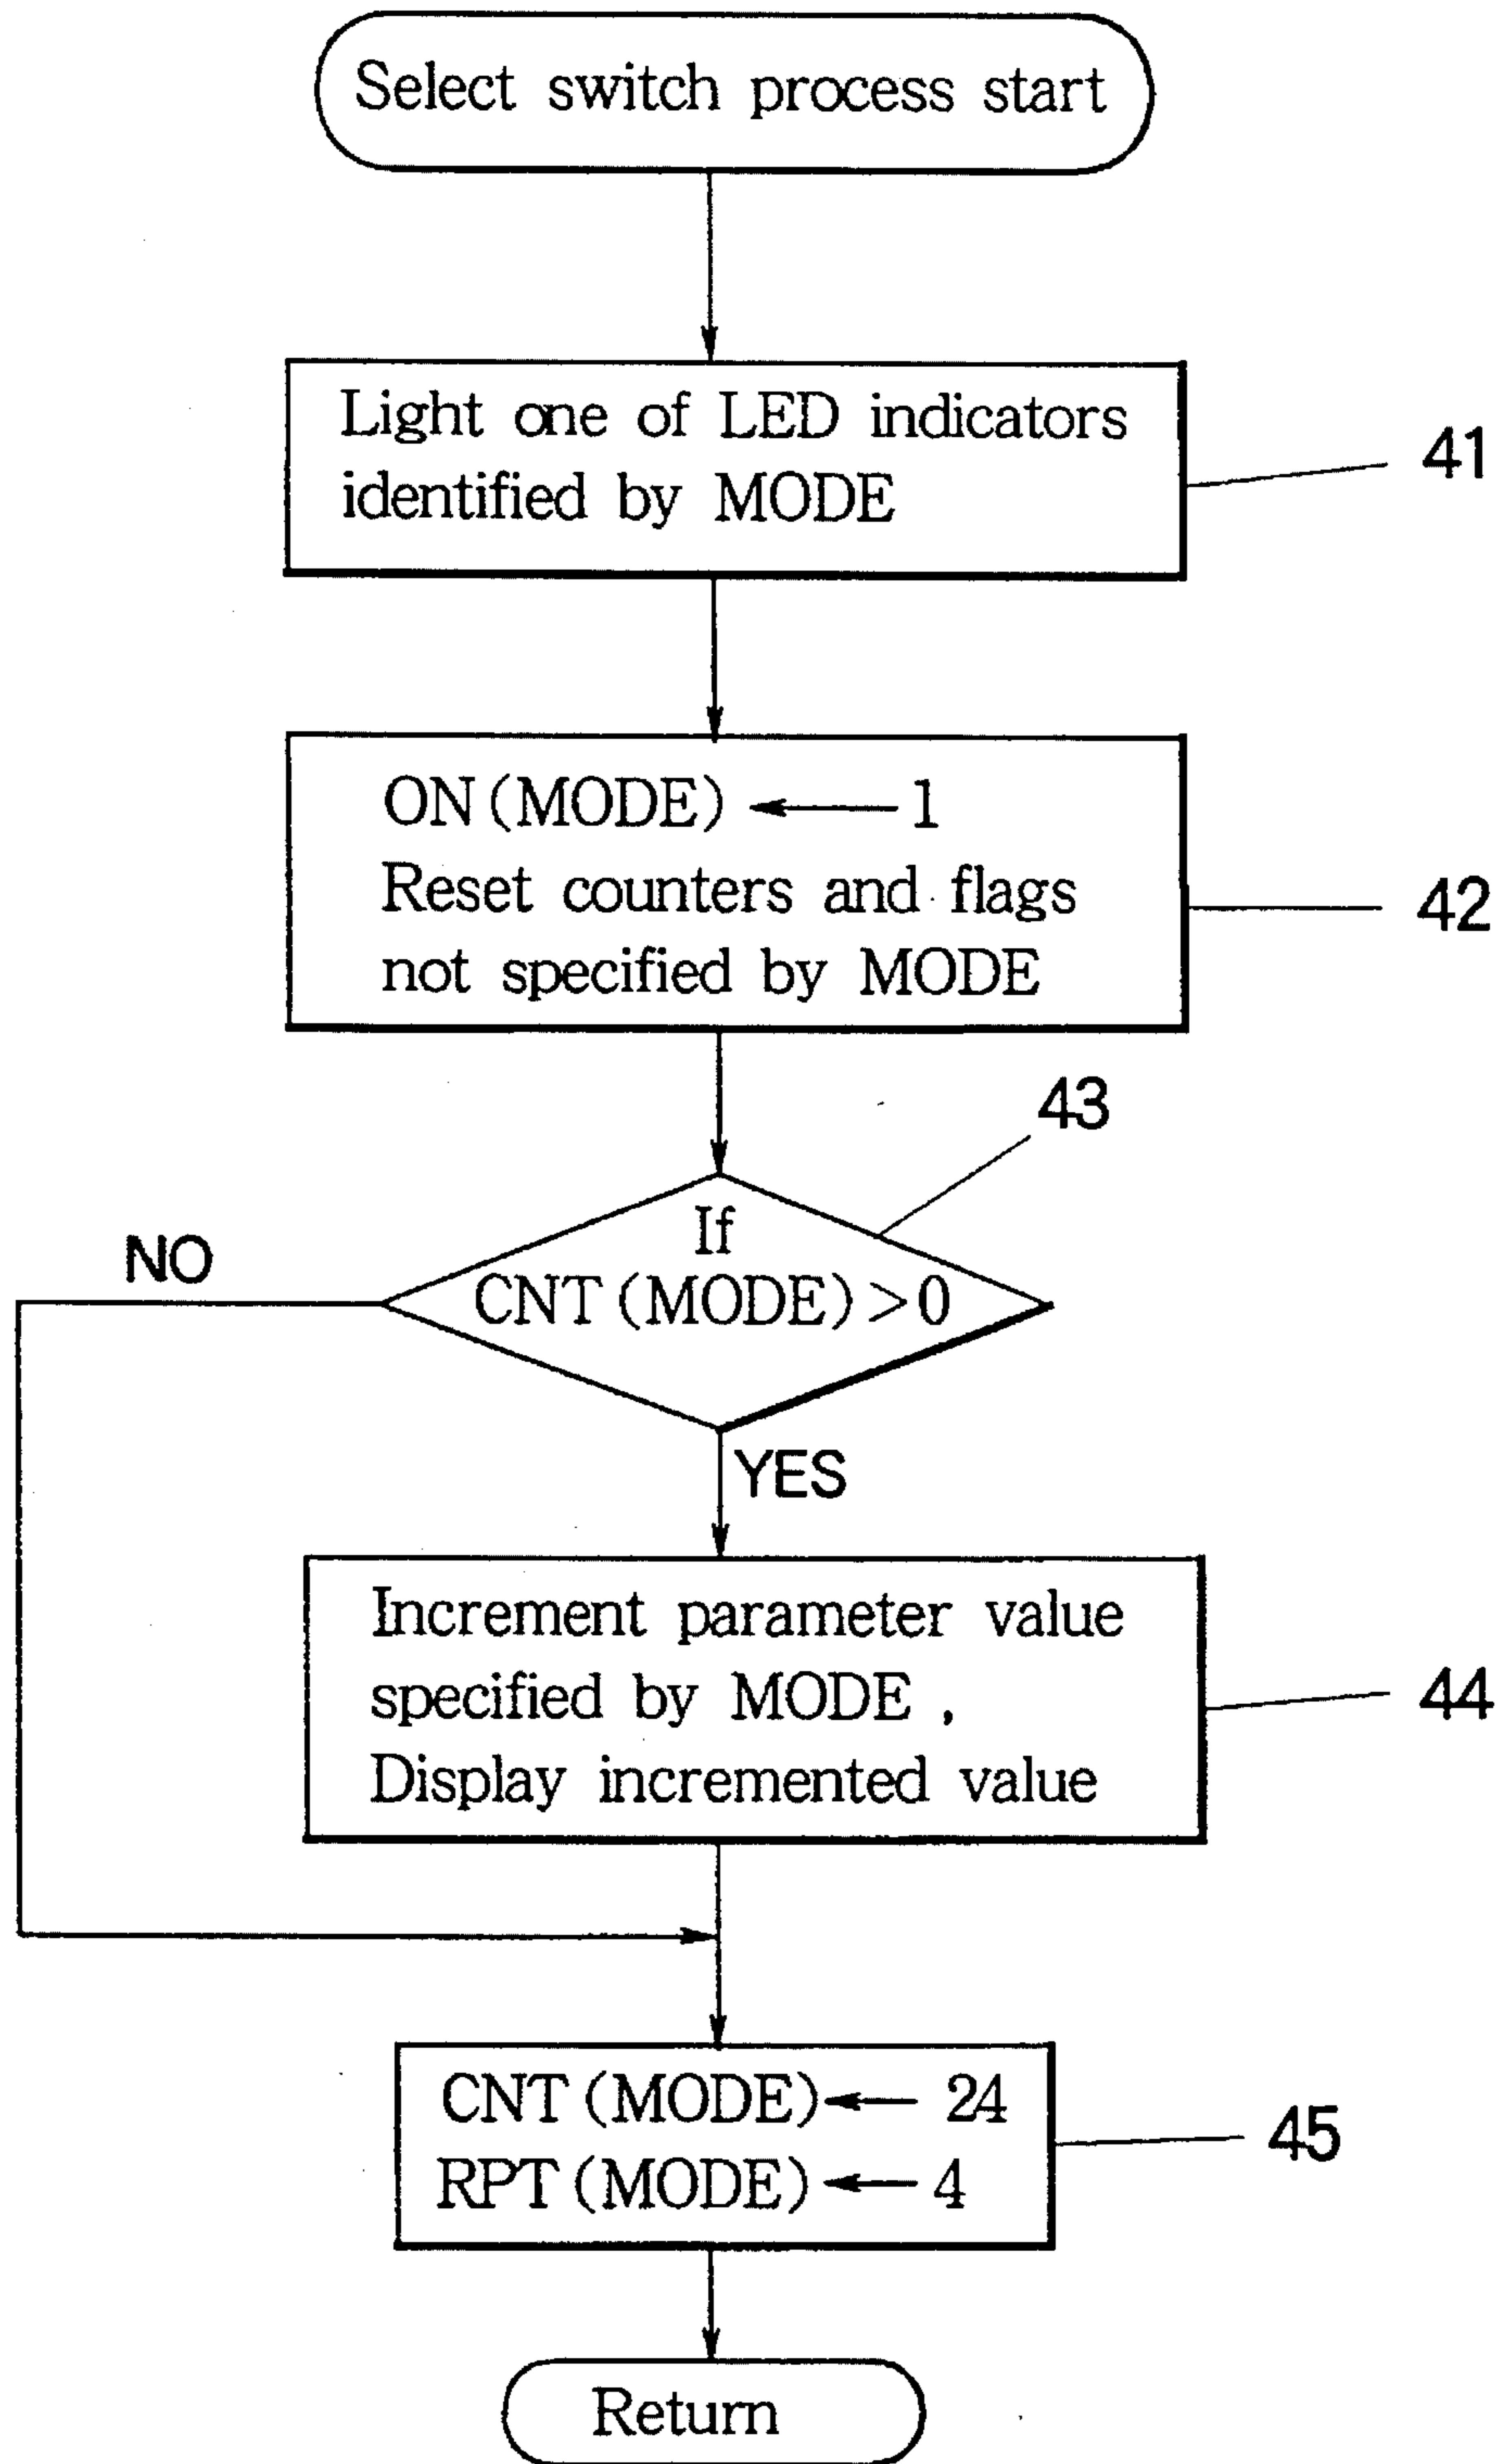 Select switch process start
Light one of LED indicators
identified by MODE
41
ON (MODE) ← 1
Reset counters and flags
not specified by MODE
42
43
If
CNT (MODE) > 0
NO
YES
Increment parameter value
specified by MODE ,
Display incremented value
44
CNT (MODE) ← 24
RPT (MODE) ← 4
45
Return